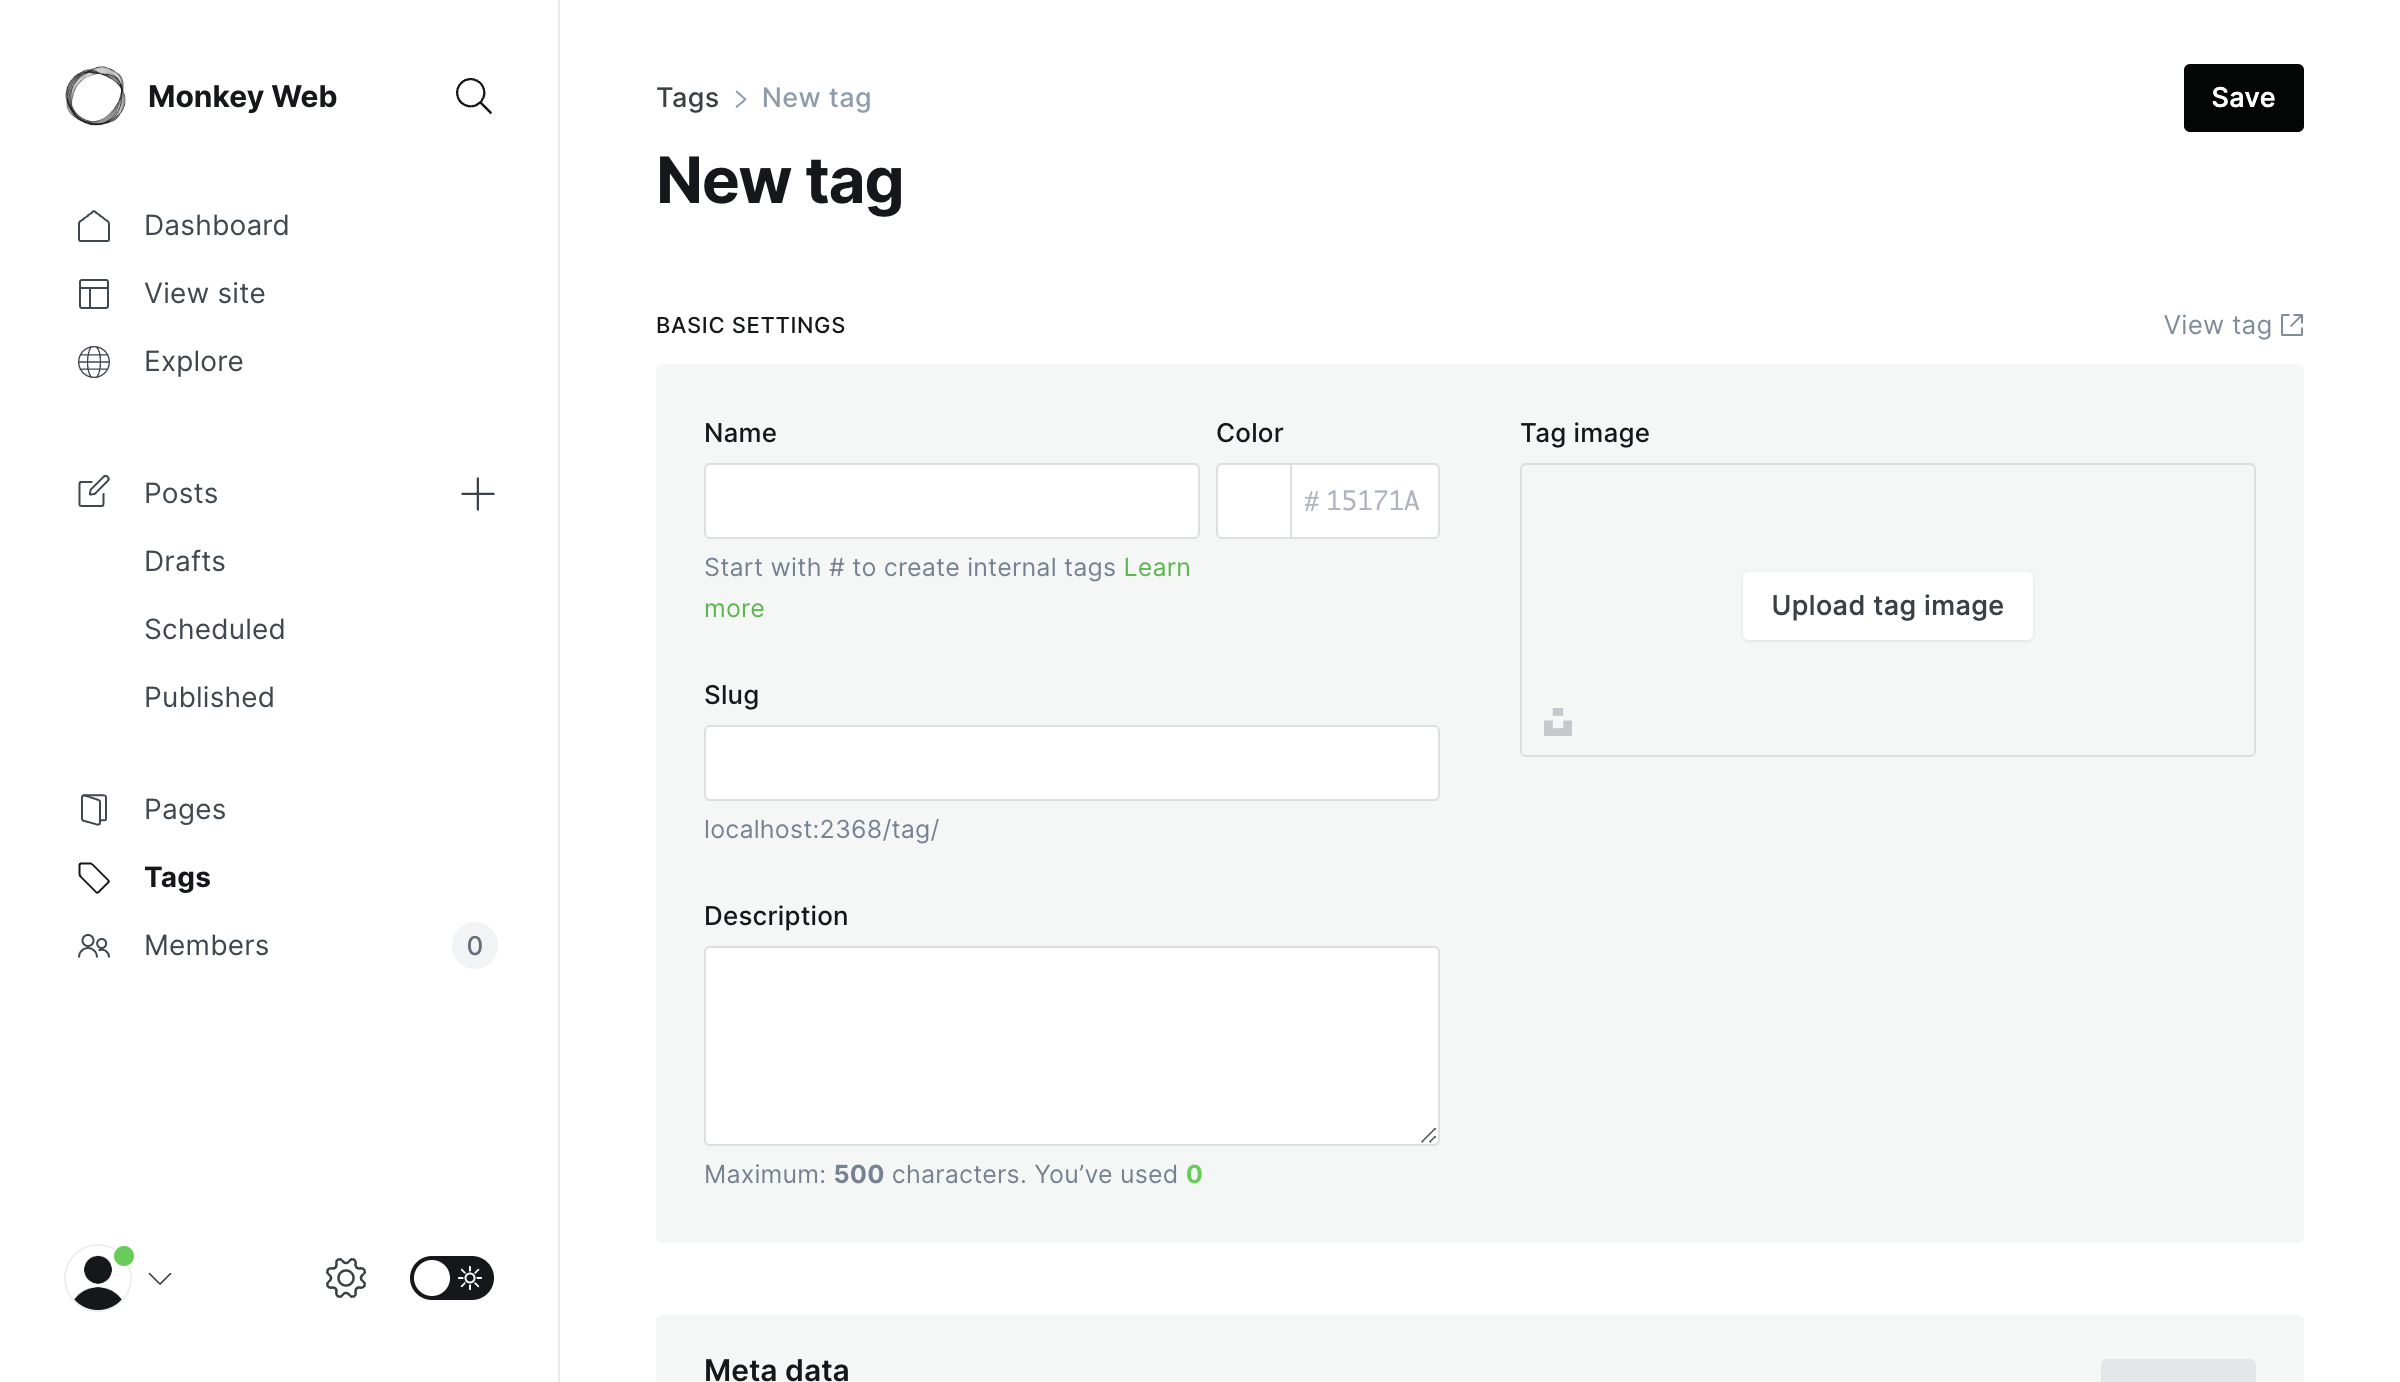 Monkey Web
Dashboard
View site
Explore
Posts
Drafts
Scheduled
Published
Pages
Tags
Members
0
Tags > New tag
Save
New tag
BASIC SETTINGS
View tag
Name
Start with # to create internal tags Learn
more
Color
# 15171A
Slug
localhost:2368/tag/
Description
Maximum: 500 characters. You’ve used 0
Tag image
Upload tag image
Meta data